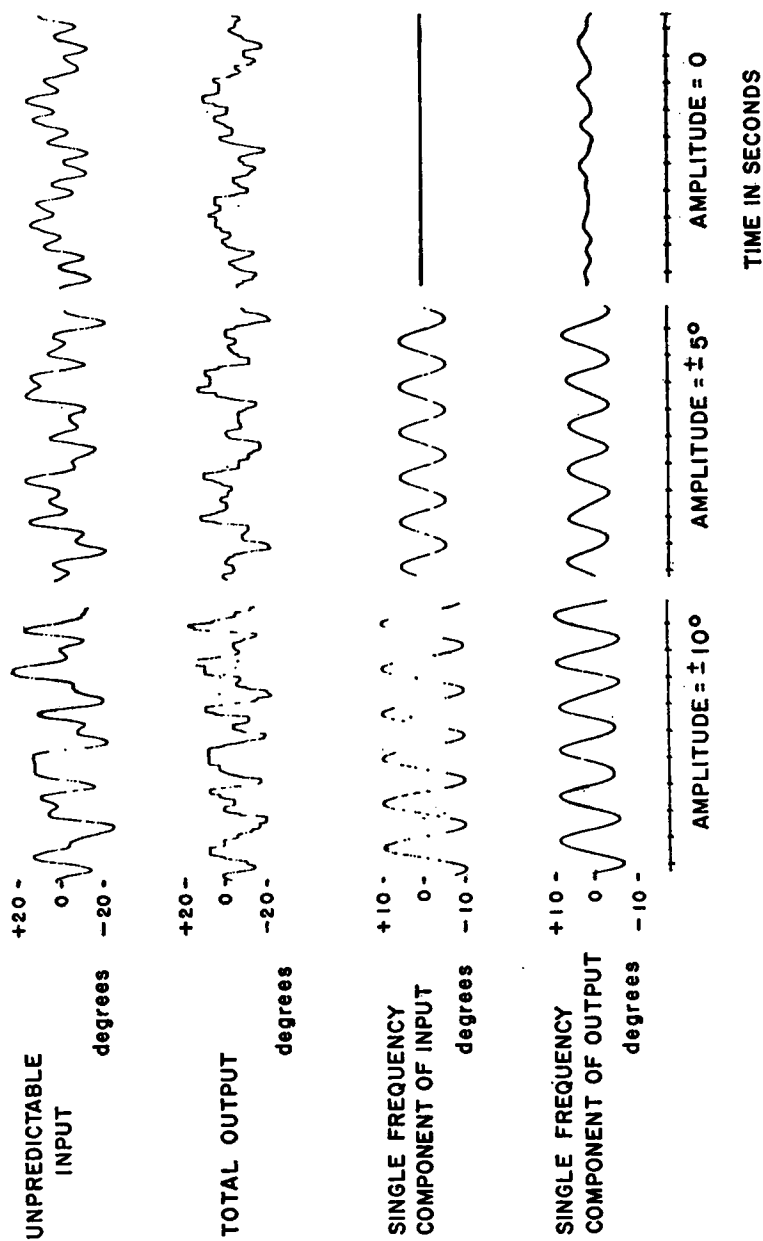 UNPREDICTABLE
INPUT
degrees
+20-
0-
-20-
TOTAL OUTPUT
degrees
+20-
0-
-20-
SINGLE FREQUENCY
COMPONENT OF INPUT
degrees
+10-
0-
-10-
SINGLE FREQUENCY
COMPONENT OF OUTPUT
degrees
+10-
0-
-10-
AMPLITUDE = ±10°
AMPLITUDE = ±5°
AMPLITUDE = 0
TIME IN SECONDS